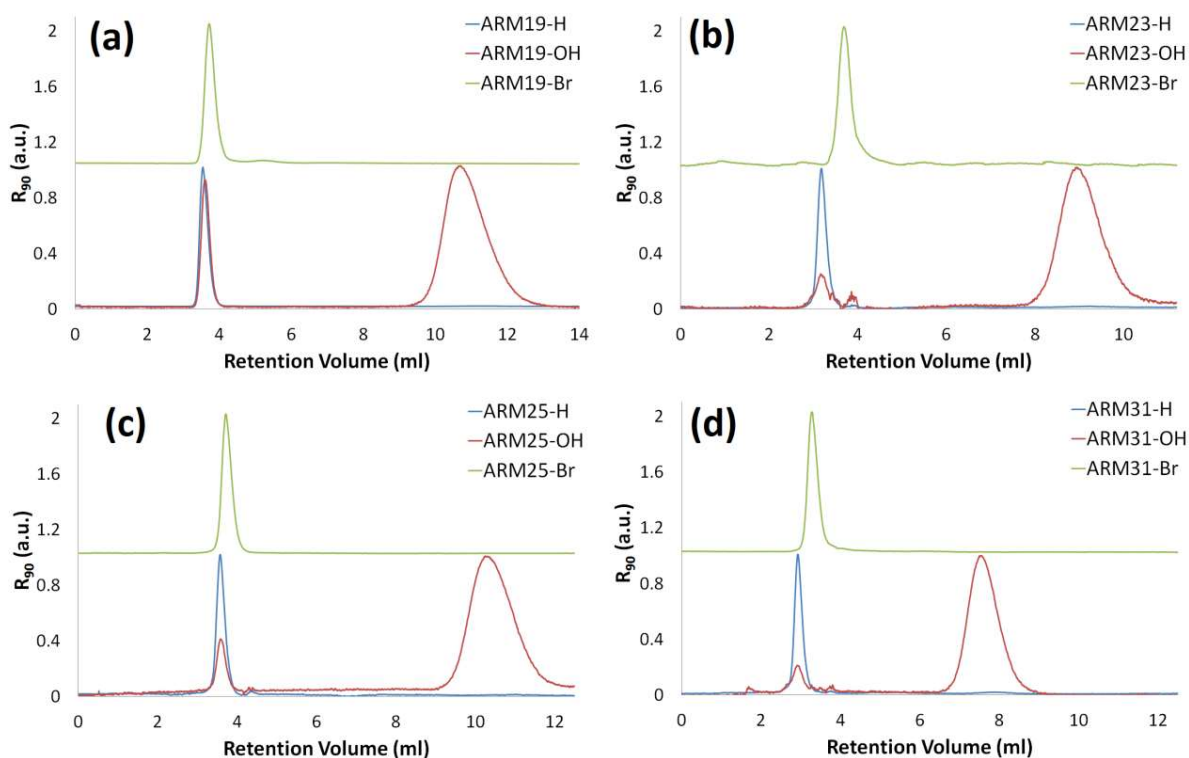 (a)
ARM19-H
ARM19-OH
ARM19-Br
R90 (a.u.)
2
1.6
1.2
0.8
0.4
0
0 2 4 6 8 10 12 14
Retention Volume (ml)
(b)
ARM23-H
ARM23-OH
ARM23-Br
R90 (a.u.)
2
1.6
1.2
0.8
0.4
0
0 2 4 6 8 10
Retention Volume (ml)
(c)
ARM25-H
ARM25-OH
ARM25-Br
R90 (a.u.)
2
1.6
1.2
0.8
0.4
0
0 2 4 6 8 10 12
Retention Volume (ml)
(d)
ARM31-H
ARM31-OH
ARM31-Br
R90 (a.u.)
2
1.6
1.2
0.8
0.4
0
0 2 4 6 8 10 12
Retention Volume (ml)